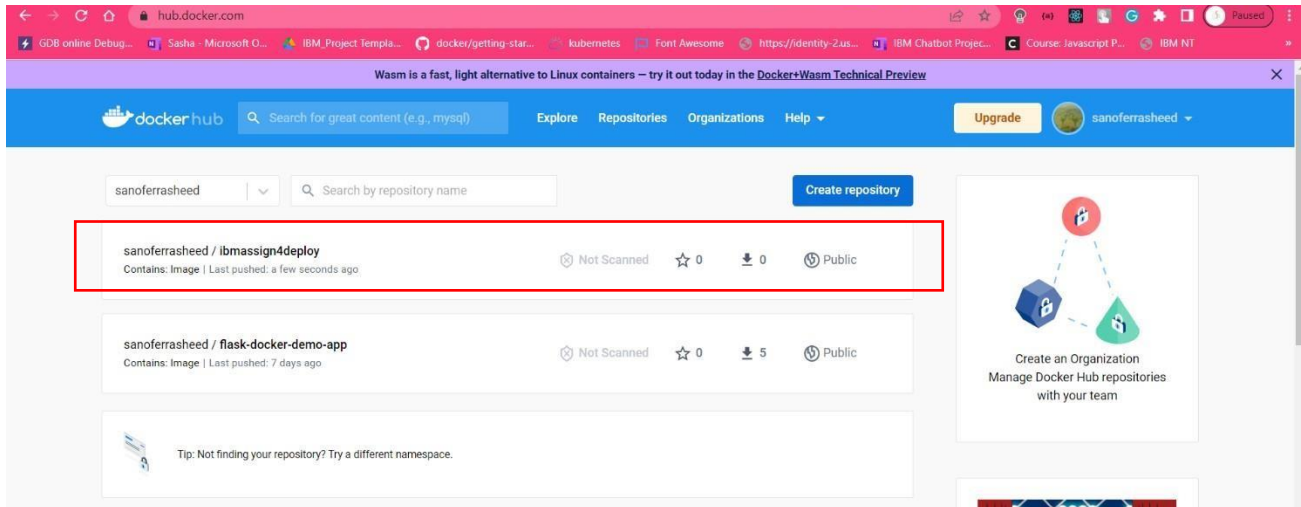 hub.docker.com
Paused
GDB online Debug...
Sasha - Microsoft O...
IBM_Project Templa...
docker/getting-star...
kubernetes
Font Awesome
https://identity-2.us...
IBM Chatbot Projec...
Course: Javascript P...
IBM NT
»
Wasm is a fast, light alternative to Linux containers — try it out today in the Docker+Wasm Technical Preview
dockerhub
Search for great content (e.g., mysql)
Explore
Repositories
Organizations
Help
Upgrade
sanoferrasheed
sanoferrasheed
Search by repository name
Create repository
sanoferrasheed / ibmassign4deploy
Contains: Image | Last pushed: a few seconds ago
Not Scanned
0
0
Public
sanoferrasheed / flask-docker-demo-app
Contains: Image | Last pushed: 7 days ago
Not Scanned
0
5
Public
Tip: Not finding your repository? Try a different namespace.
Create an Organization
Manage Docker Hub repositories
with your team